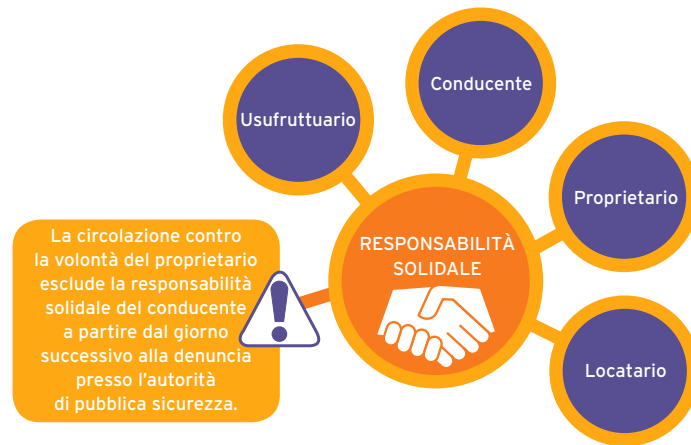 Conducente
Usufruttuario
Proprietario
RESPONSABILITÀ
SOLIDALE
Locatario
La circolazione contro
la volontà del proprietario
esclude la responsabilità
solidale del conducente
a partire dal giorno
successivo alla denuncia
presso l'autorità
di pubblica sicurezza.